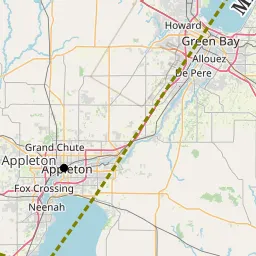 Howard
Green Bay
Allouez
De Pere
Grand Chute
Appleton
Appleton
Fox Crossing
Neenah